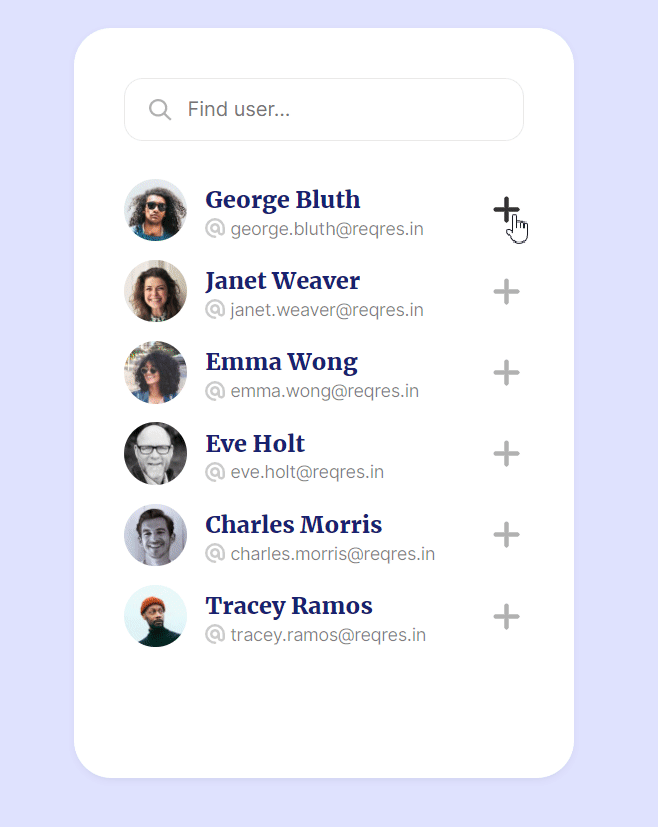 Find user...
George Bluth
george.bluth@reqres.in
Janet Weaver
janet.weaver@reqres.in
Emma Wong
emma.wong@reqres.in
Eve Holt
eve.holt@reqres.in
Charles Morris
charles.morris@reqres.in
Tracey Ramos
tracey.ramos@reqres.in